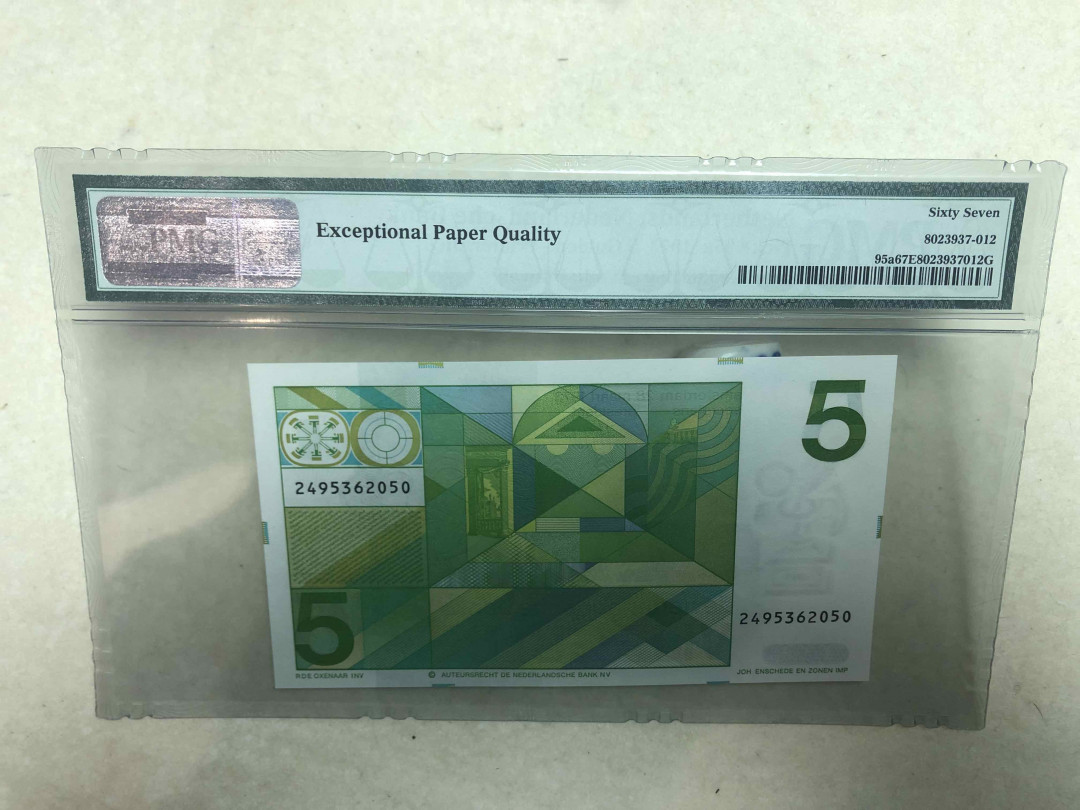 PMG
Exceptional Paper Quality
Sixty Seven
8023937-012
95a67E8023937012G
5
2495362050
5
2495362050
R.D.E OXENAAR INV
© AUTEURSRECHT DE NEDERLANDSCHE BANK NV
JOH. ENSCHEDE EN ZONEN IMP